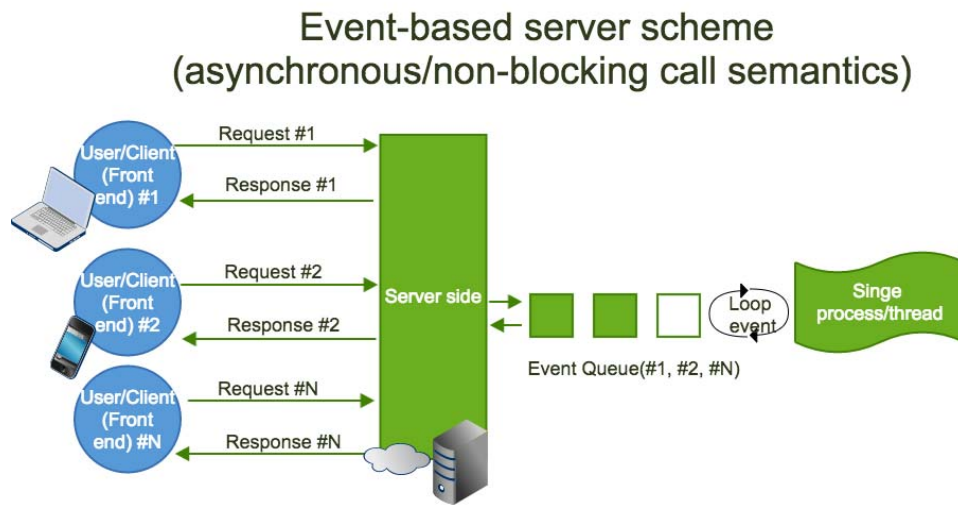 Event-based server scheme
(asynchronous/non-blocking call semantics)
User/Client
(Front
end) #1
Request #1
Response #1
User/Client
(Front
end) #2
Request #2
Response #2
User/Client
(Front
end) #N
Request #N
Response #N
Server side
Event Queue(#1, #2, #N)
Loop
event
Singe
process/thread